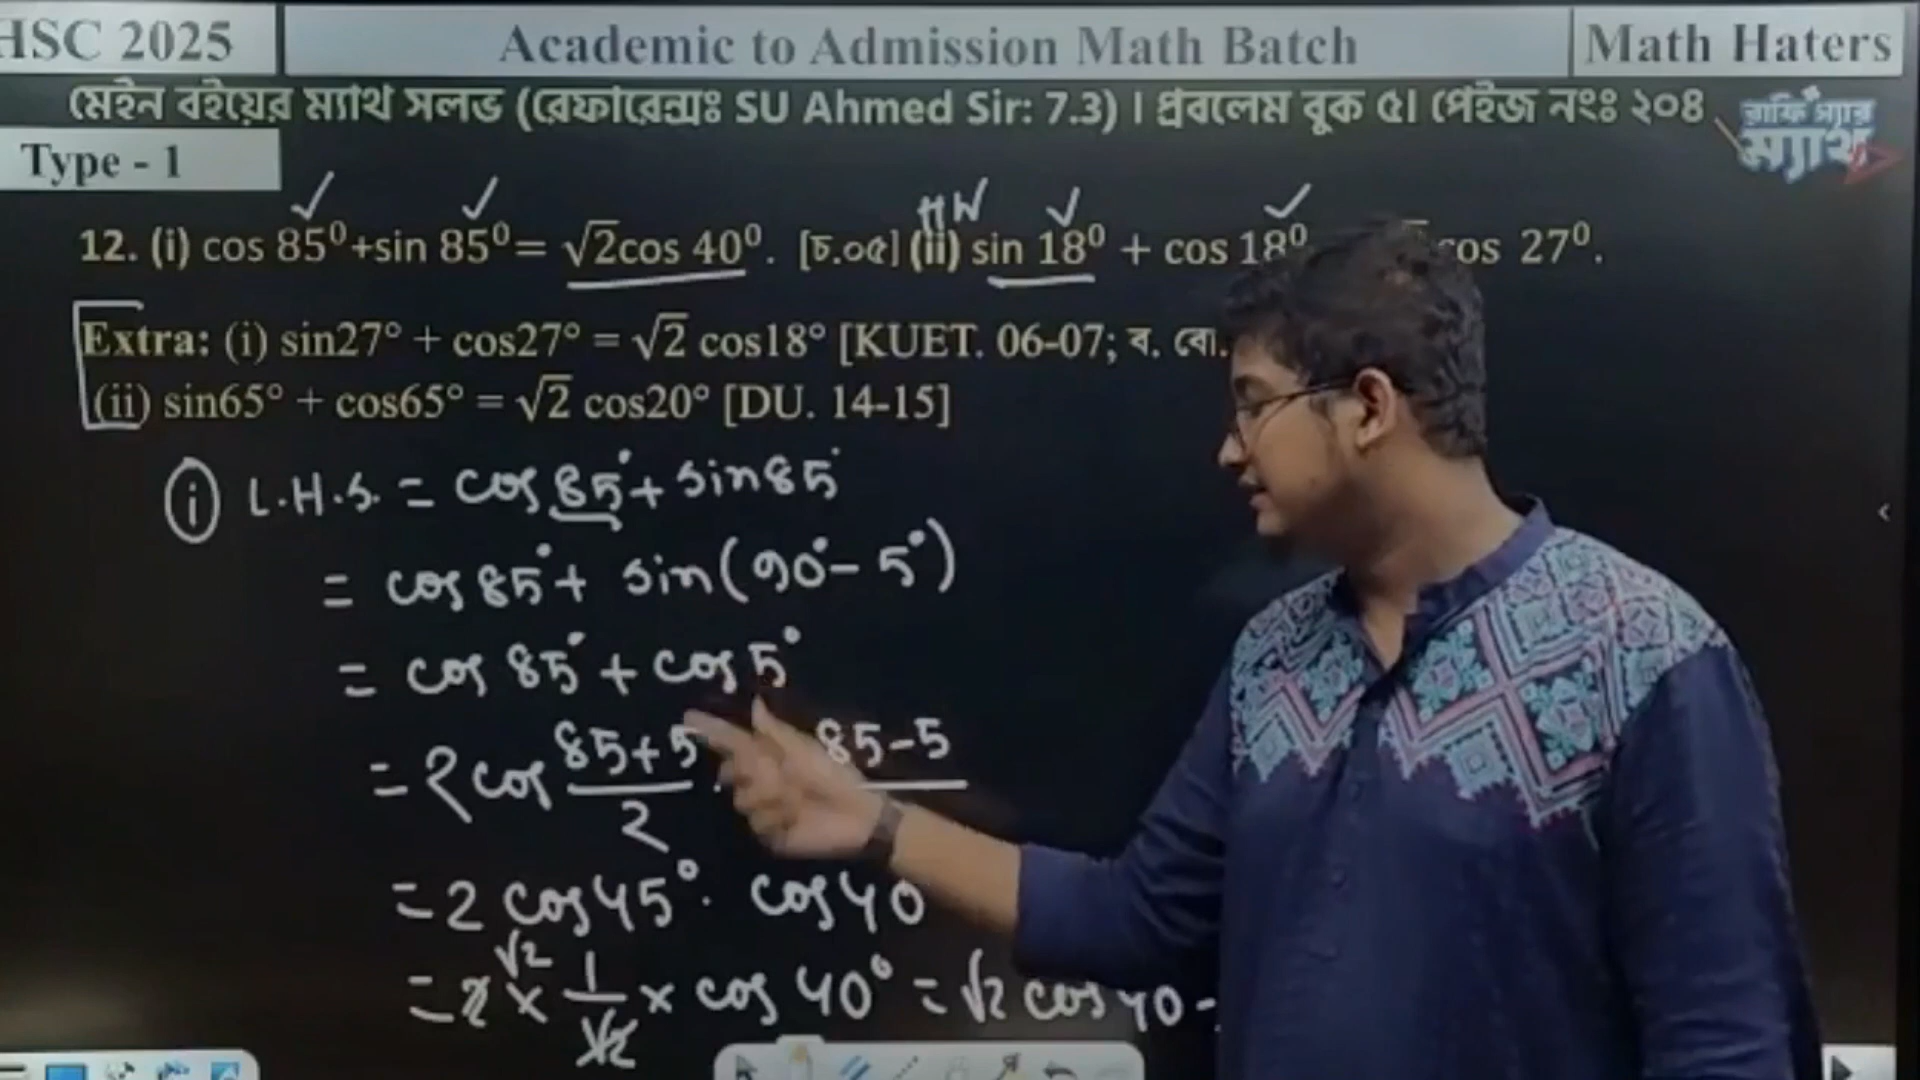 HSC 2025
Academic to Admission Math Batch
Math Haters
মেইন বইয়ের ম্যাথ সলভ (রেফারেন্সঃ SU Ahmed Sir: 7.3) । প্রবলেম বুক ৫। পেইজ নংঃ ২০৪
রাফি স্যার
ম্যাথ
Type - 1
HW
12. (i) cos 85⁰+sin 85⁰= √2cos 40⁰. [চ.০৫] (ii) sin 18⁰ + cos 18⁰ cos 27⁰.
Extra: (i) sin27° + cos27° = √2 cos18° [KUET. 06-07; ব. বো.
(ii) sin65° + cos65° = √2 cos20° [DU. 14-15]
(i) L.H.S. = cos 85° + sin 85°
= cos 85° + sin (90° - 5°)
= cos 85° + cos 5°
= 2 cos (85+5)/2 . 85-5
= 2 cos 45° . cos 40
= 2 √2 × 1/√2 × cos 40° = √2 cos 40 -